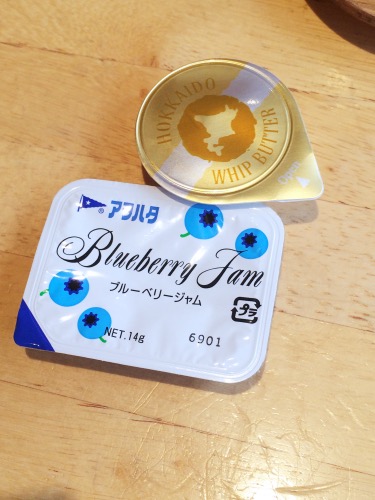 HOKKAIDO
WHIP BUTTER
アヲハタ
Blueberry Jam
ブルーベリージャム
プラ
NET.14g 6901